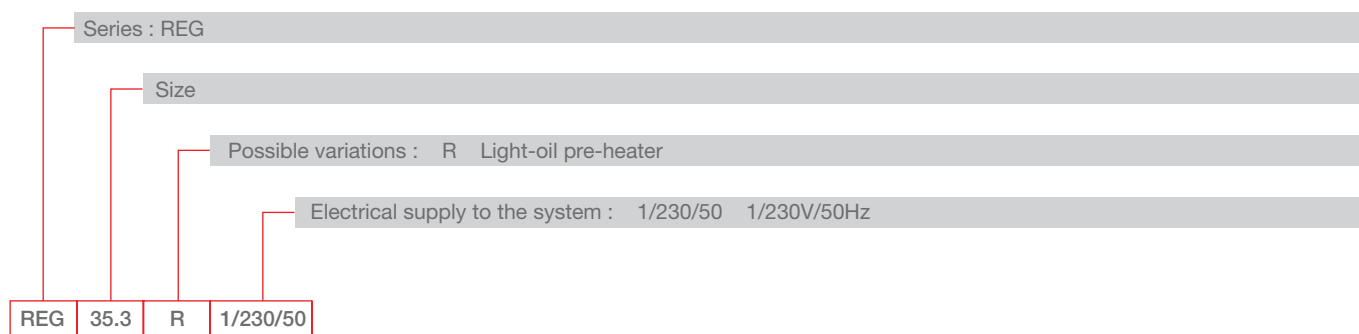 Series : REG
Size
Possible variations : R Light-oil pre-heater
Electrical supply to the system : 1/230/50 1/230V/50Hz
REG 35.3 R 1/230/50